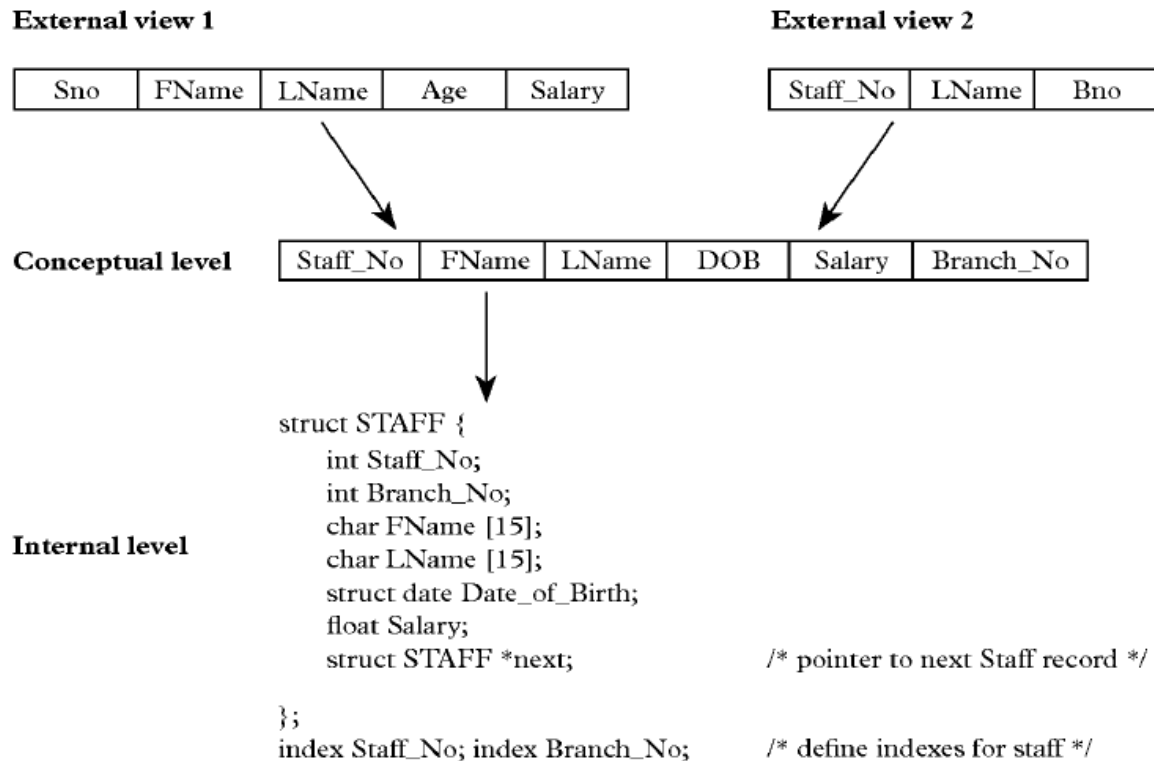 External view 1 External view 2
Sno FName LName Age Salary Staff_No LName Bno
Conceptual level Staff_No FName LName DOB Salary Branch_No
struct STAFF {
int Staff_No;
int Branch_No;
char FName [15];
Internal level
char LName [15];
struct date Date_of_Birth;
float Salary;
struct STAFF *next; /* pointer to next Staff record */
};
index Staff_No; index Branch_No; /* define indexes for staff */